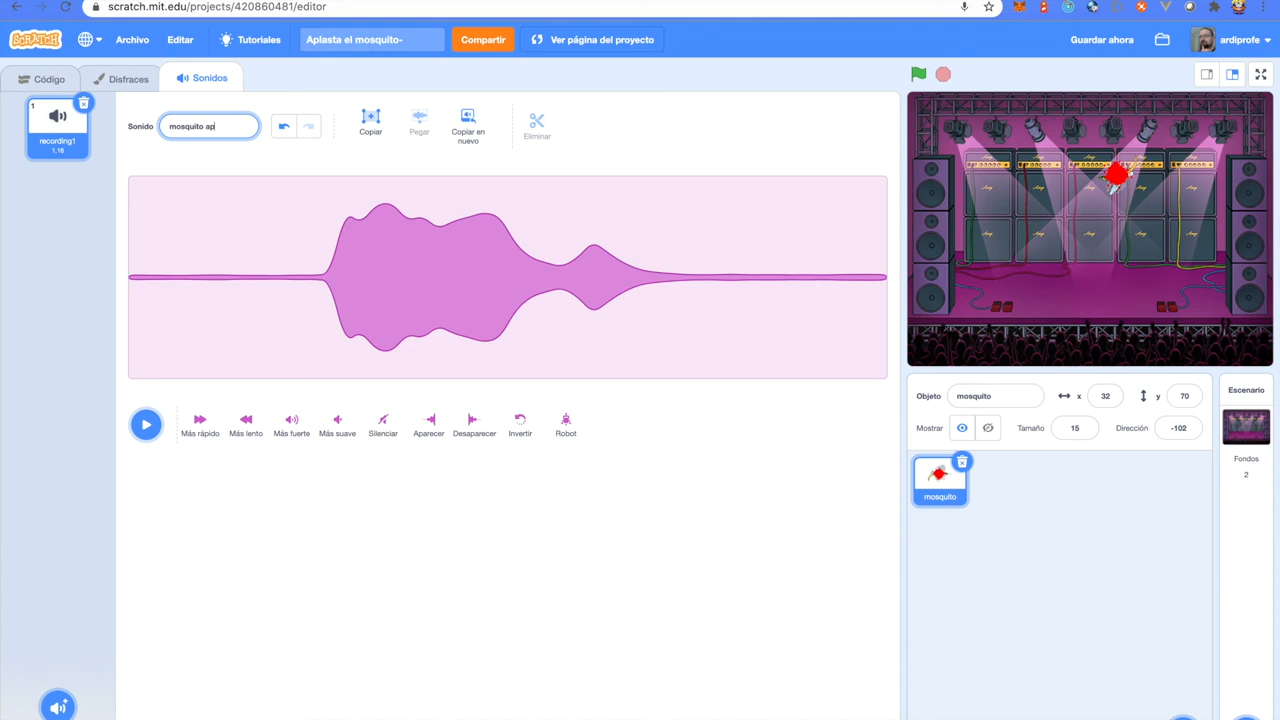 scratch.mit.edu/projects/420860481/editor
SCRATCH Archivo Editar Tutoriales Aplasta el mosquito- Compartir Ver página del proyecto Guardar ahora ardiprofe
Código Disfraces Sonidos
1
recording1
1.16
Sonido mosquito ap
Copiar Pegar Copiar en nuevo Eliminar
Más rápido Más lento Más fuerte Más suave Silenciar Aparecer Desaparecer Invertir Robot
Objeto mosquito x 32 y 70
Mostrar Tamaño 15 Dirección -102
mosquito
Escenario
Fondos
2